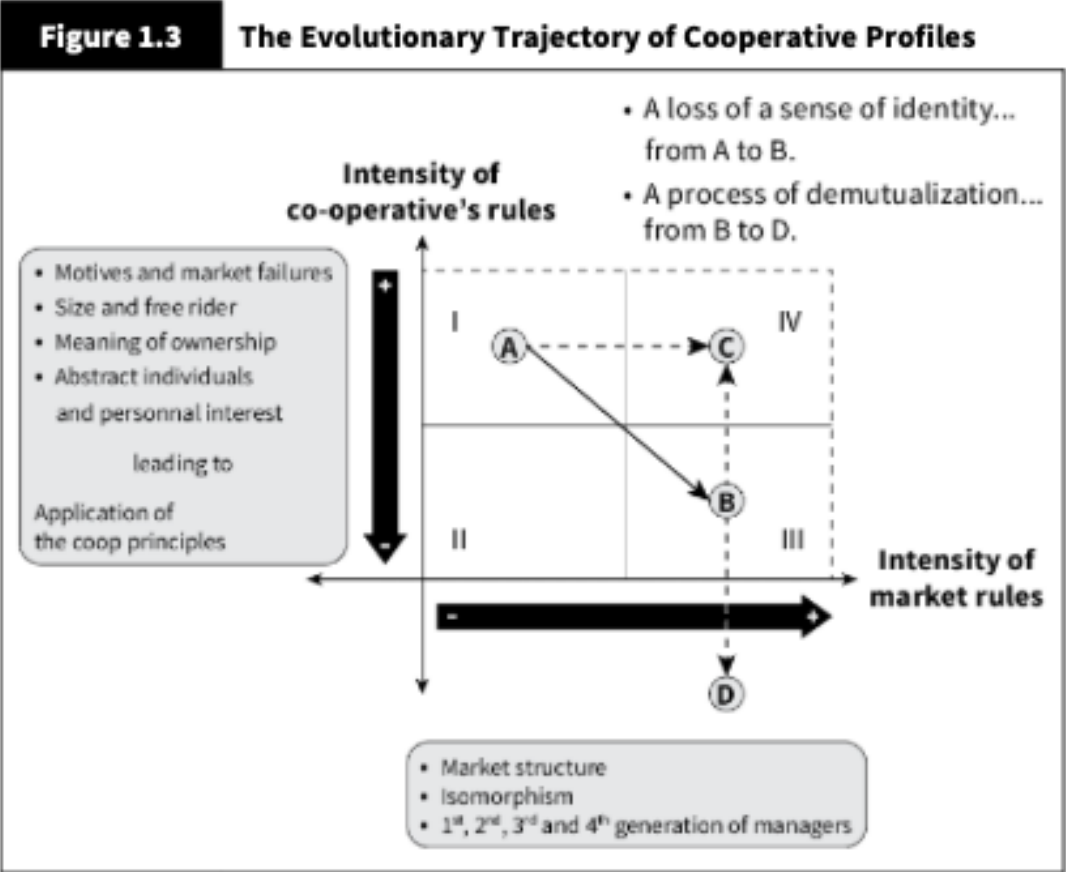 Figure 1.3 The Evolutionary Trajectory of Cooperative Profiles
• A loss of a sense of identity...
from A to B.
• A process of demutualization...
from B to D.
Intensity of
co-operative's rules
• Motives and market failures
• Size and free rider
• Meaning of ownership
• Abstract individuals
and personnal interest
leading to
Application of
the coop principles
+
-
I
IV
A
C
B
II
III
Intensity of
market rules
-
+
D
• Market structure
• Isomorphism
• 1st, 2nd, 3rd and 4th generation of managers